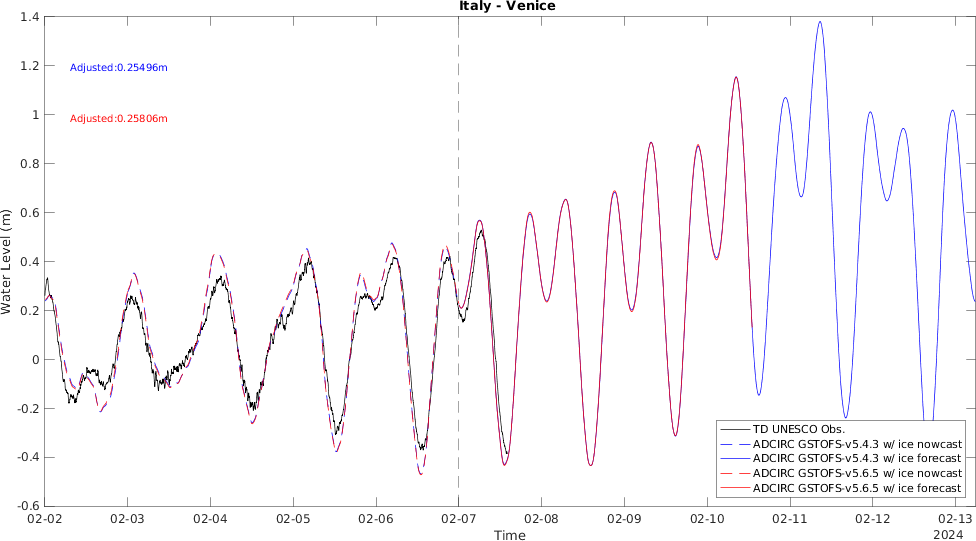 Italy - Venice
1.4
1.2
1
0.8
0.6
0.4
0.2
0
-0.2
-0.4
-0.6
Water Level (m)
Adjusted:0.25496m
Adjusted:0.25806m
TD UNESCO Obs.
ADCIRC GSTOFS-v5.4.3 w/ ice nowcast
ADCIRC GSTOFS-v5.4.3 w/ ice forecast
ADCIRC GSTOFS-v5.6.5 w/ ice nowcast
ADCIRC GSTOFS-v5.6.5 w/ ice forecast
02-02 02-03 02-04 02-05 02-06 02-07 02-08 02-09 02-10 02-11 02-12 02-13
2024
Time